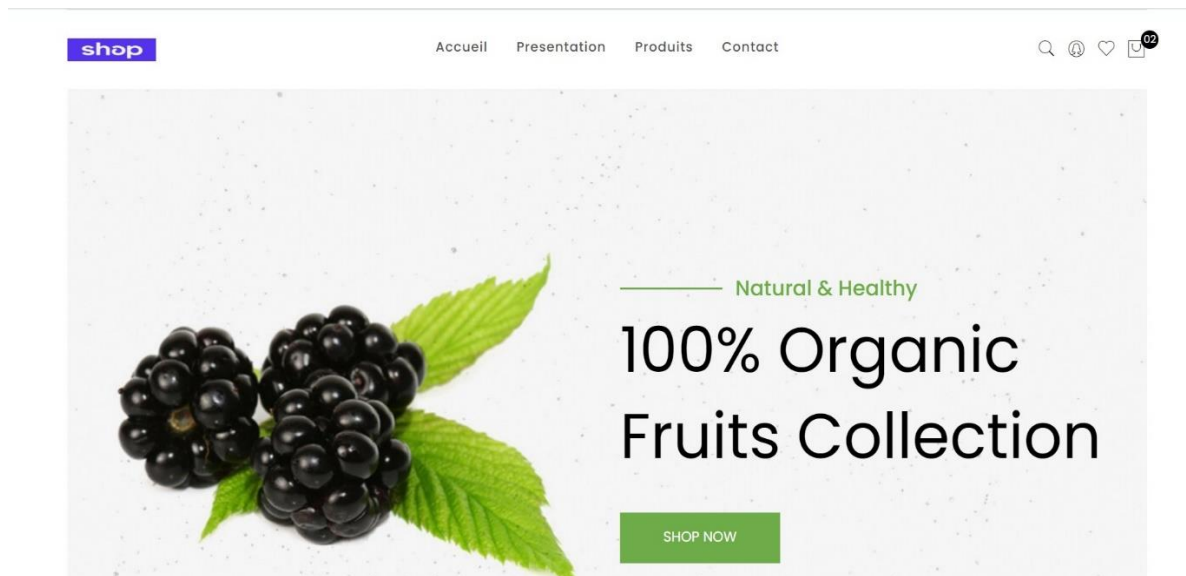 shop
Accueil Presentation Produits Contact
02
Natural & Healthy
100% Organic
Fruits Collection
SHOP NOW